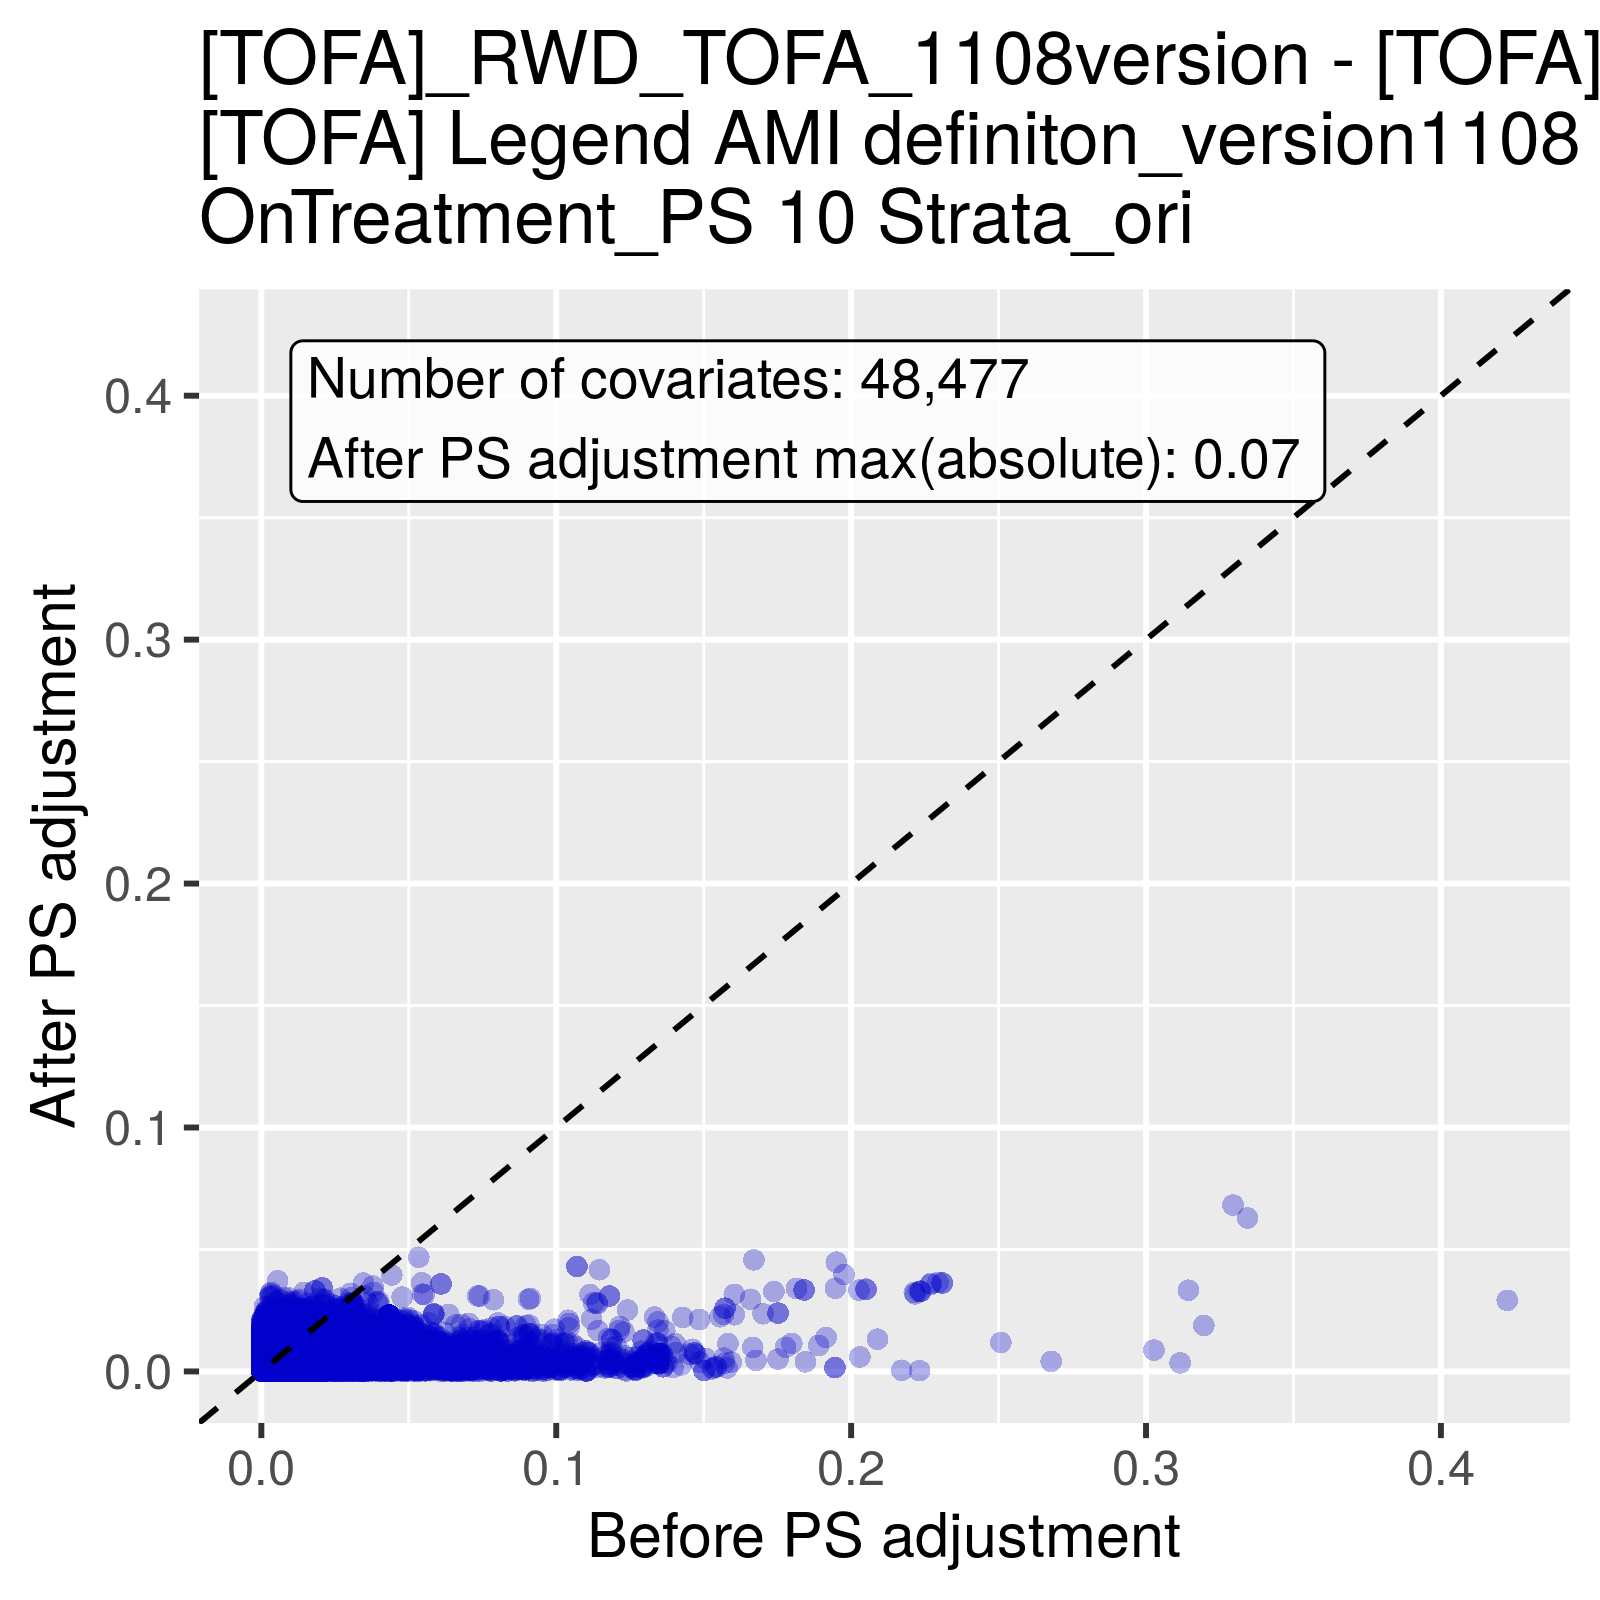 [TOFA]_RWD_TOFA_1108version - [TOFA]
[TOFA] Legend AMI definiton_version1108
OnTreatment_PS 10 Strata_ori
Number of covariates: 48,477
After PS adjustment max(absolute): 0.07
After PS adjustment
0.4
0.3
0.2
0.1
0.0
0.0 0.1 0.2 0.3 0.4
Before PS adjustment